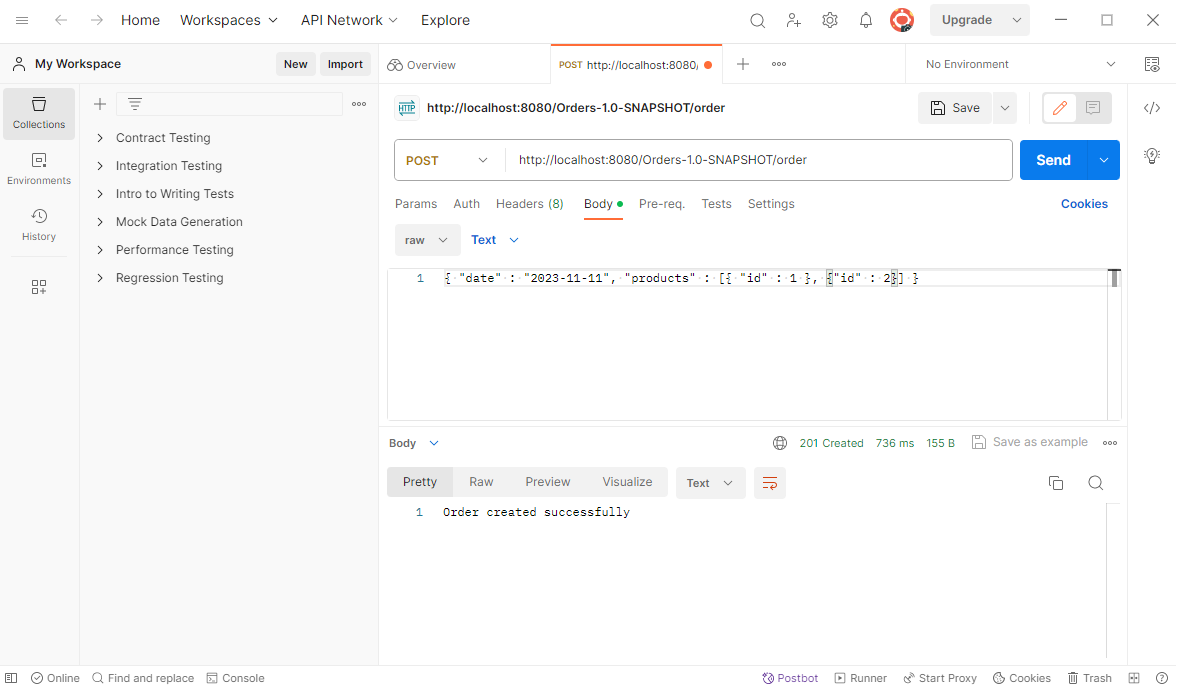 Home Workspaces API Network Explore Upgrade
My Workspace New Import Overview POST http://localhost:8080/ No Environment
Collections
Environments
History
Contract Testing
Integration Testing
Intro to Writing Tests
Mock Data Generation
Performance Testing
Regression Testing
HTTP http://localhost:8080/Orders-1.0-SNAPSHOT/order Save
POST http://localhost:8080/Orders-1.0-SNAPSHOT/order Send
Params Auth Headers (8) Body Pre-req. Tests Settings Cookies
raw Text
1 { "date" : "2023-11-11", "products" : [{ "id" : 1 }, {"id" : 2}] }
Body 201 Created 736 ms 155 B Save as example
Pretty Raw Preview Visualize Text
1 Order created successfully
Online Find and replace Console Postbot Runner Start Proxy Cookies Trash